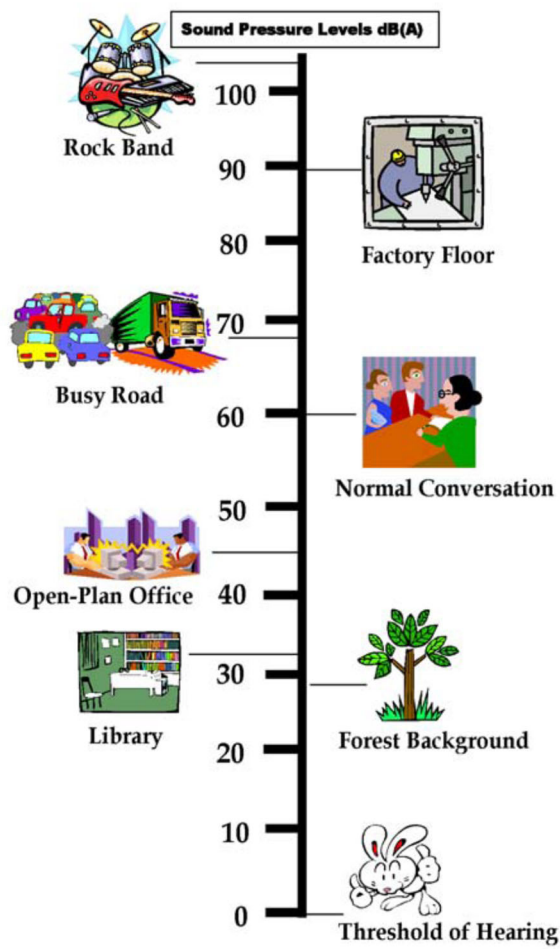 Sound Pressure Levels dB(A)
100
Rock Band
90
Factory Floor
80
70
Busy Road
60
Normal Conversation
50
Open-Plan Office
40
30
Library
Forest Background
20
10
0
Threshold of Hearing